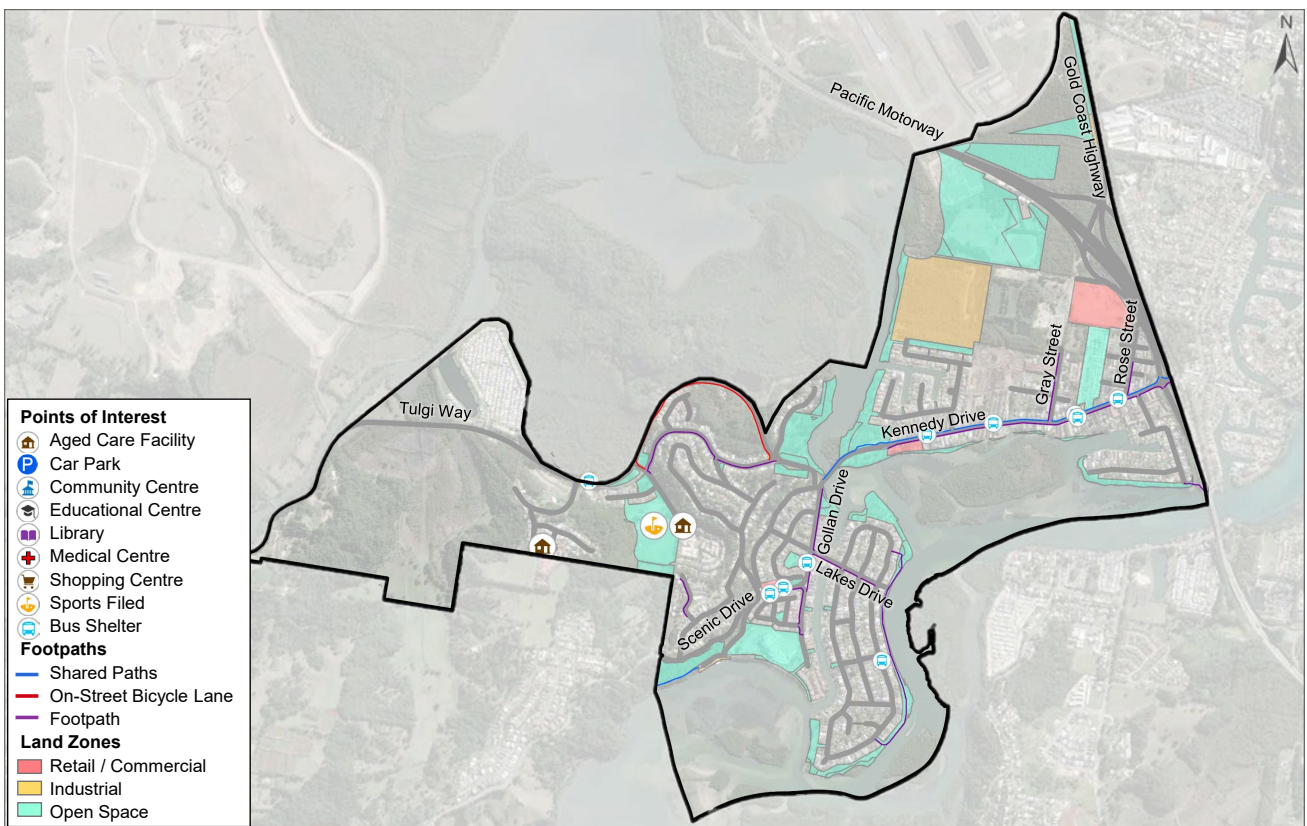 N
Gold Coast Highway
Pacific Motorway
Rose Street
Gray Street
Kennedy Drive
Tulgi Way
Gollan Drive
Lakes Drive
Scenic Drive
Points of Interest
Aged Care Facility
P Car Park
Community Centre
Educational Centre
Library
Medical Centre
Shopping Centre
Sports Filed
Bus Shelter
Footpaths
Shared Paths
On-Street Bicycle Lane
Footpath
Land Zones
Retail / Commercial
Industrial
Open Space